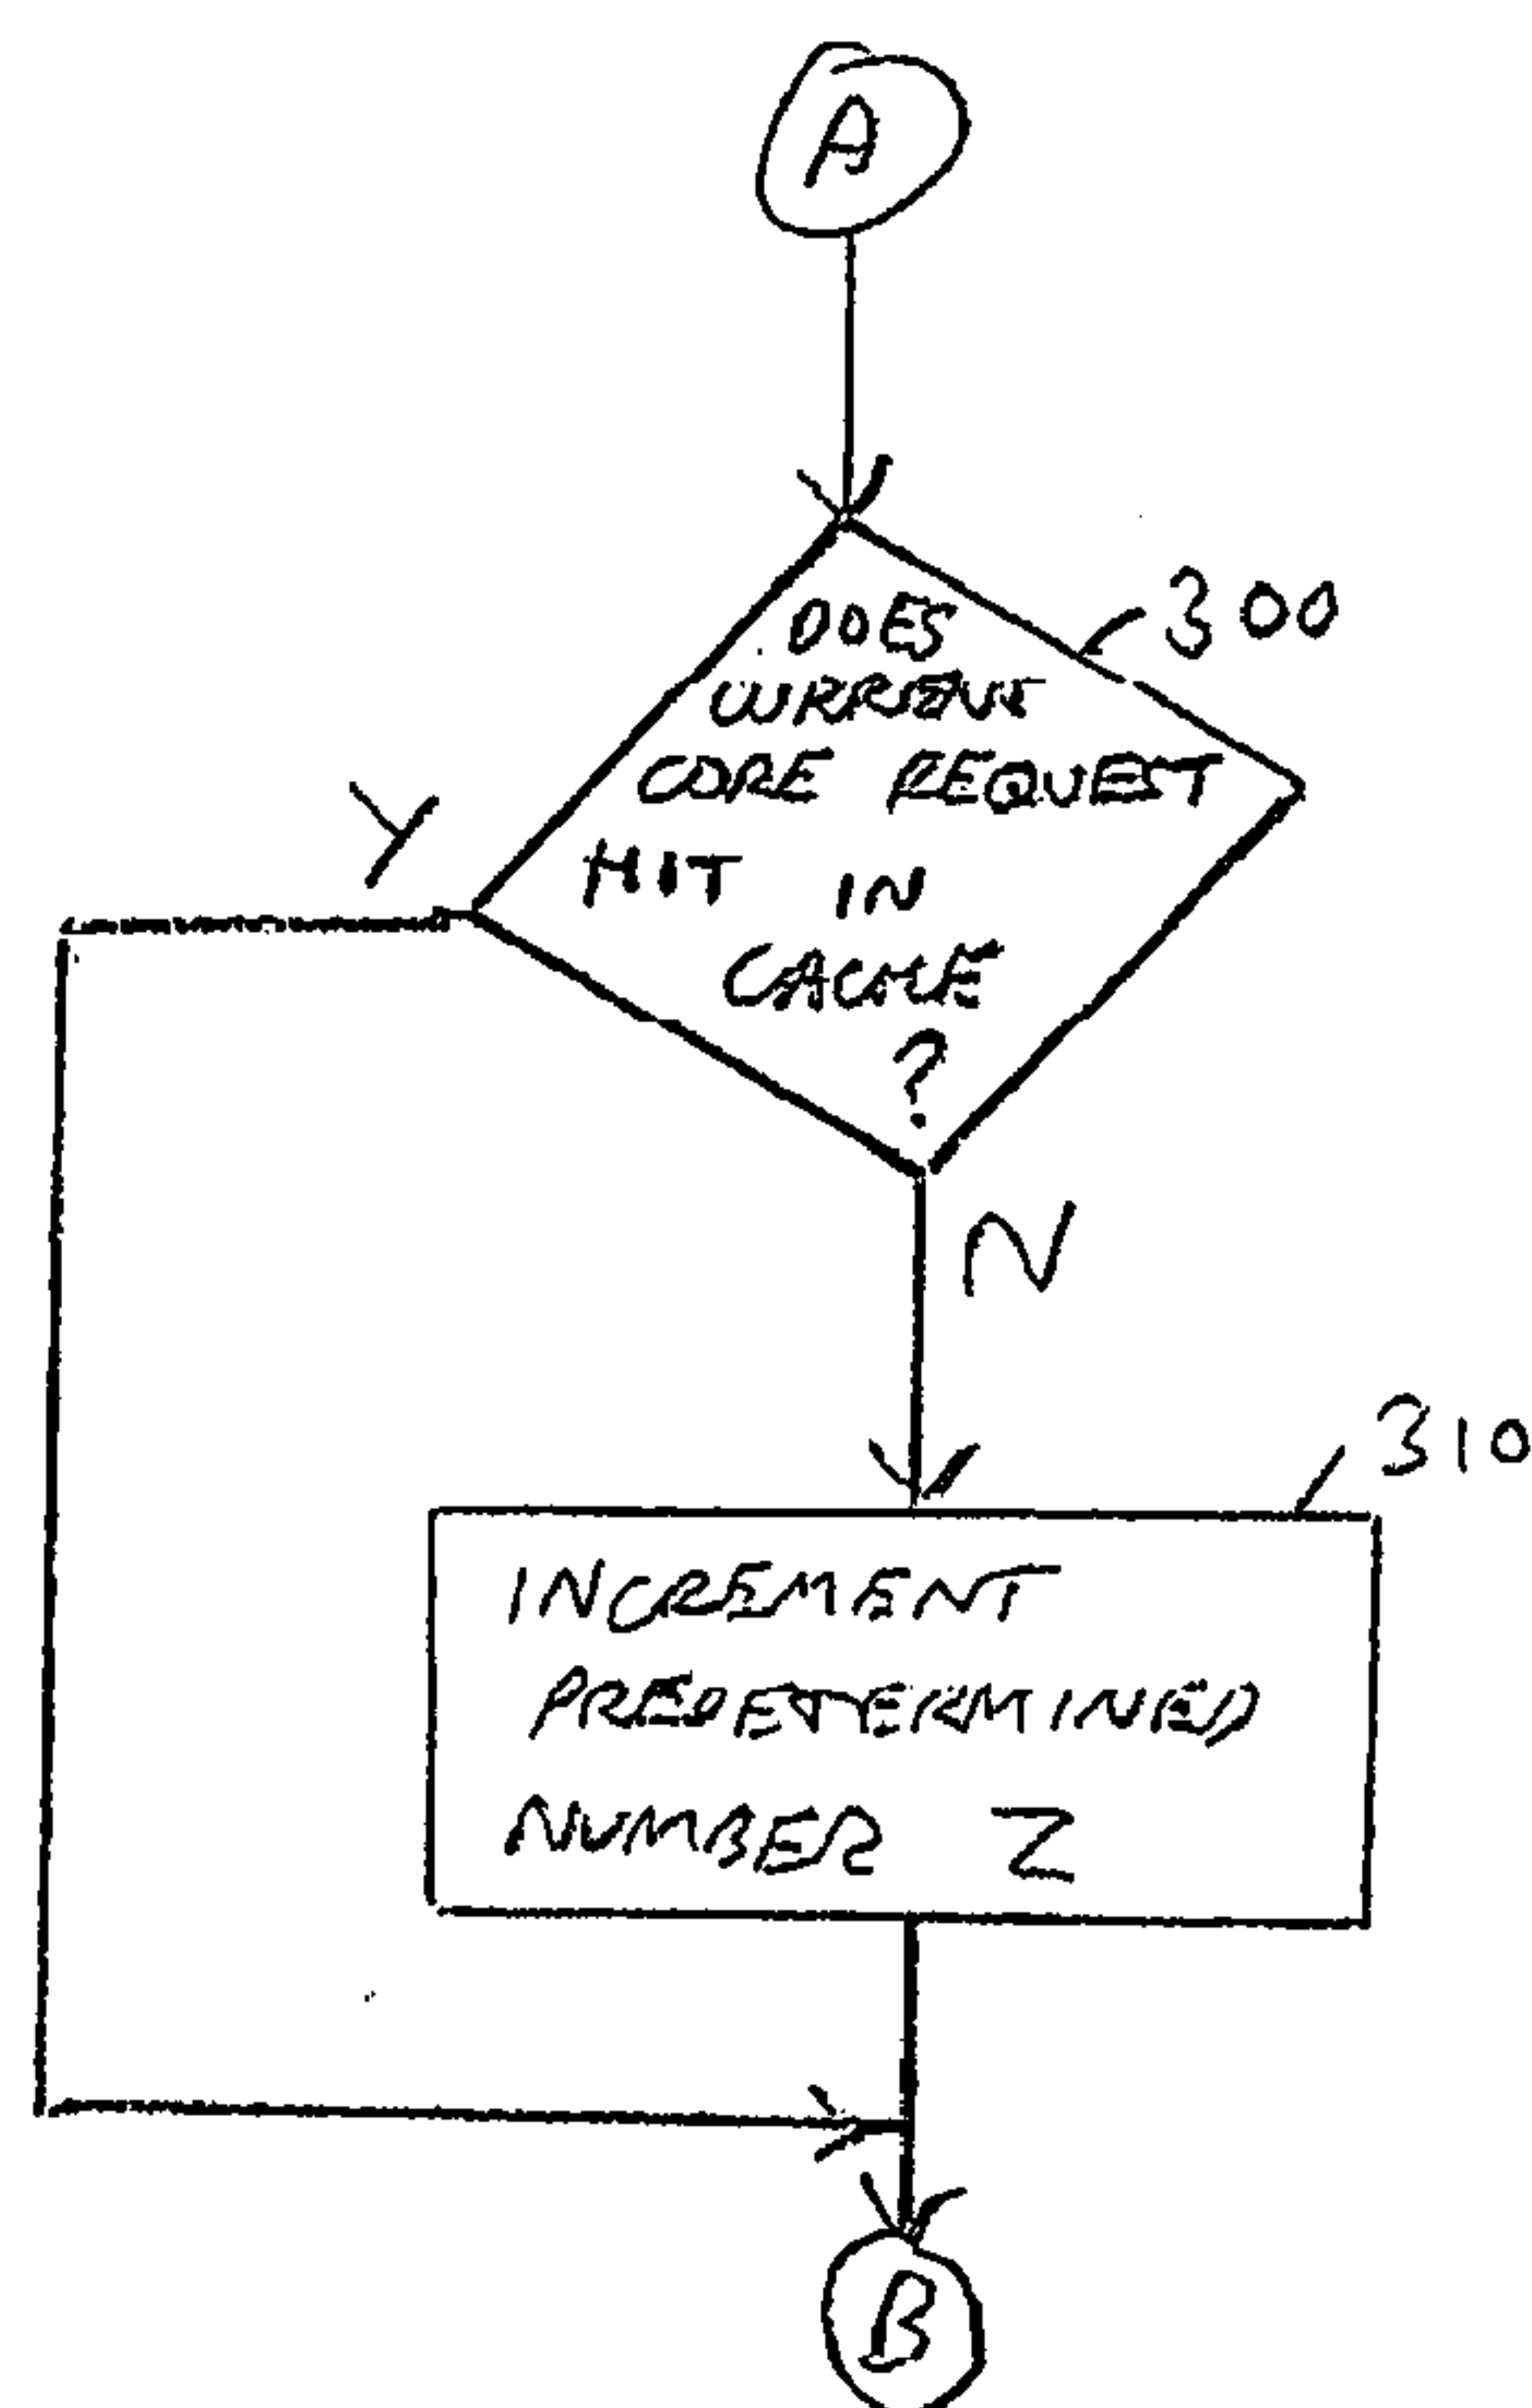 A
DOES
CURRENT
CORE REQUEST
HIT IN
CACHE
?
300
Y
N
310
INCREMENT
PREDETERMINED
NUMBER Z
B